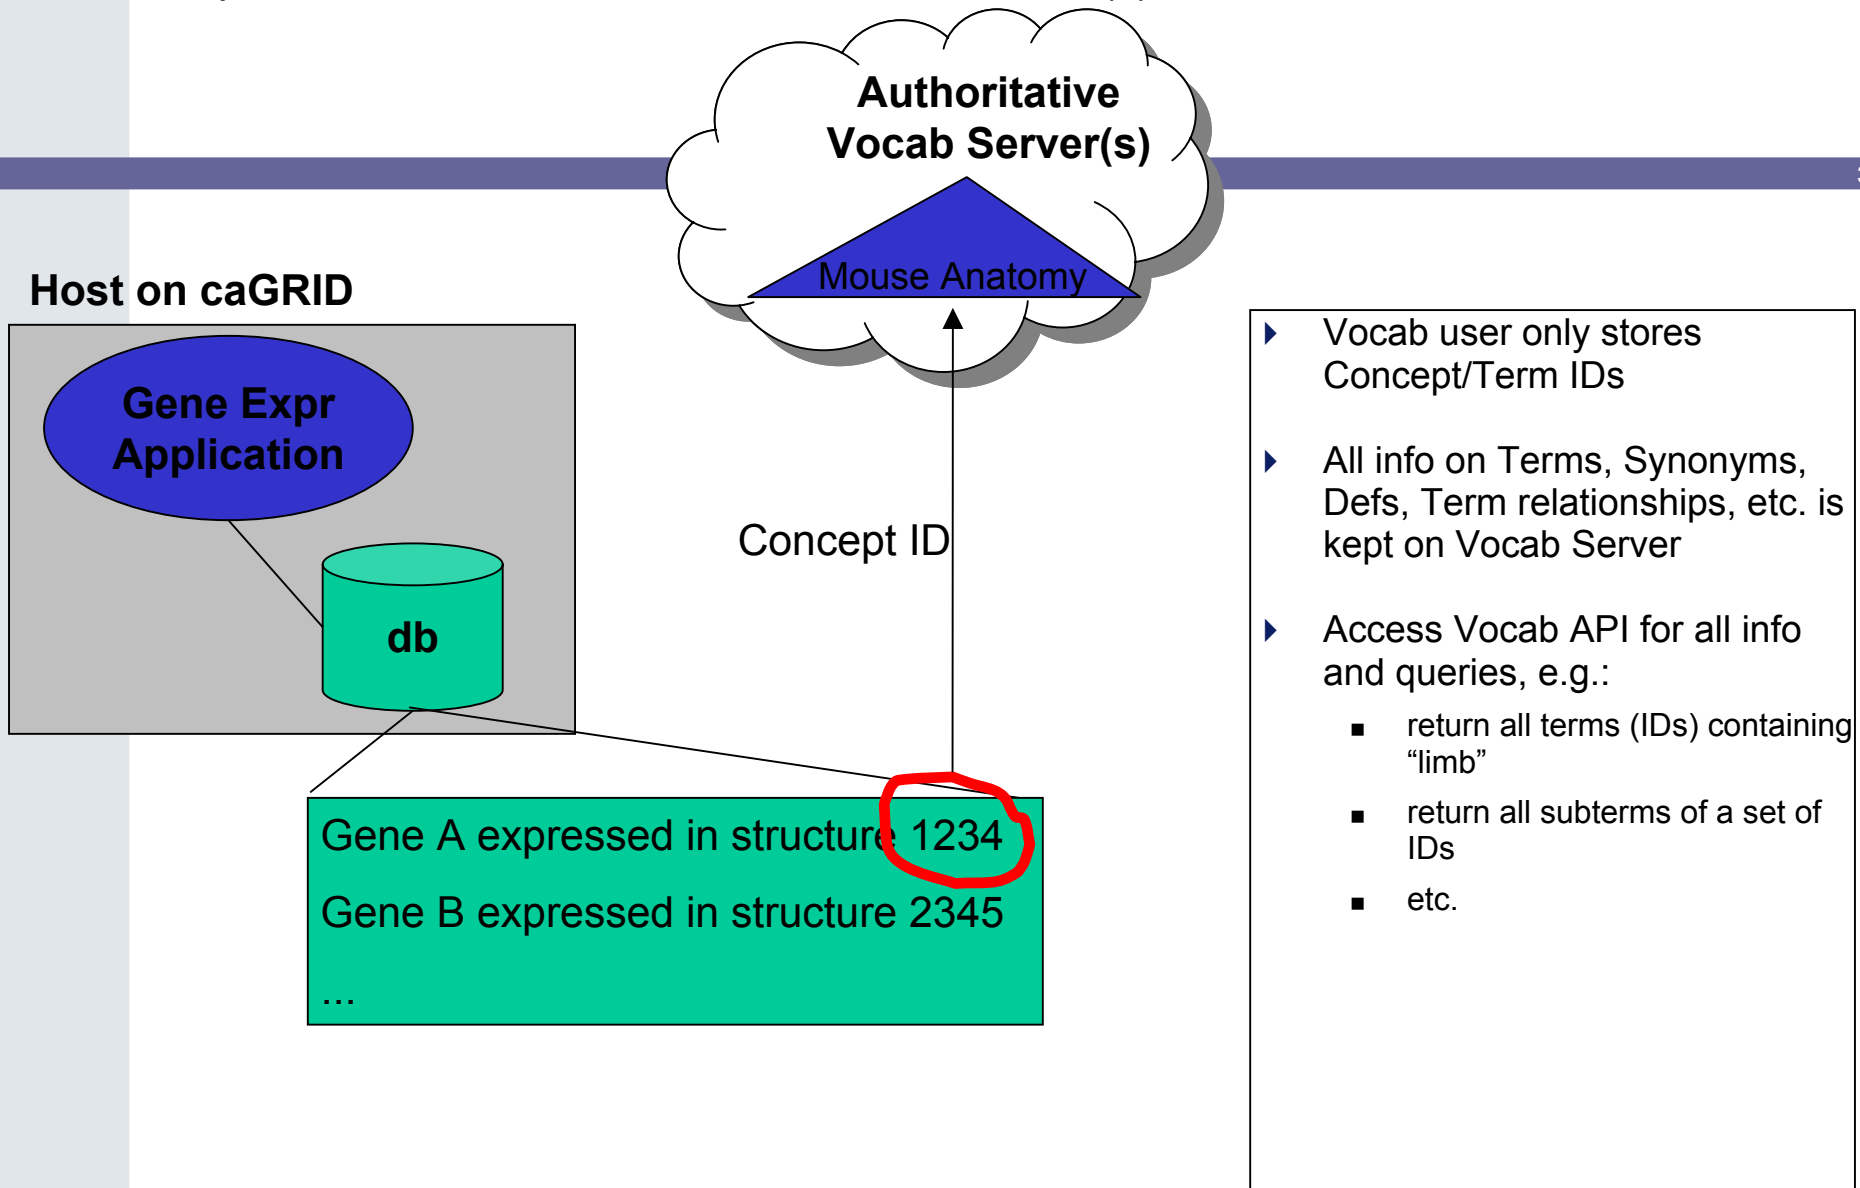 Authoritative
Vocab Server(s)
Mouse Anatomy
Host on caGRID
Gene Expr
Application
db
Concept ID
Gene A expressed in structure 1234
Gene B expressed in structure 2345
...
Vocab user only stores
Concept/Term IDs
All info on Terms, Synonyms,
Defs, Term relationships, etc. is
kept on Vocab Server
Access Vocab API for all info
and queries, e.g.:
return all terms (IDs) containing
“limb”
return all subterms of a set of
IDs
etc.